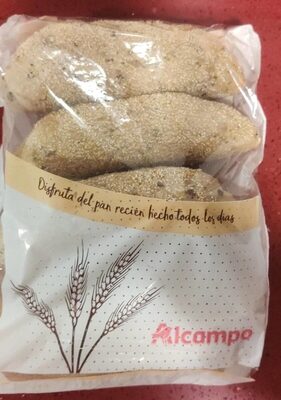 Disfruta del pan recién hecho todos los días
Alcampo